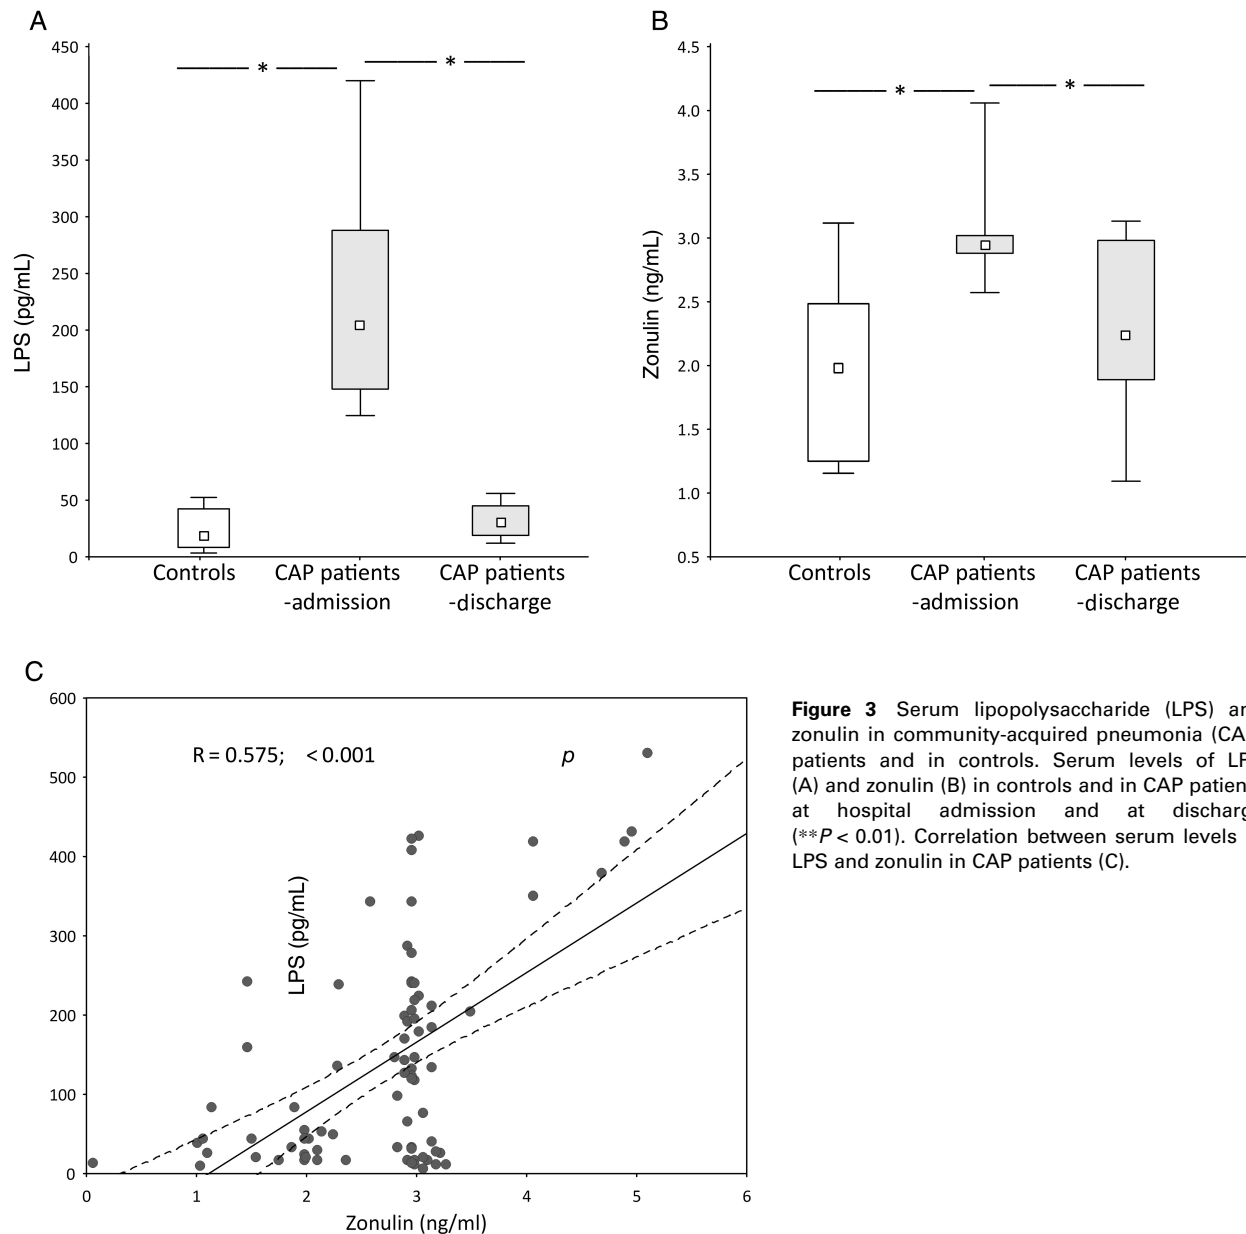 A
B
450
400
350
300
250
200
150
100
50
0
LPS (pg/mL)
*
*
Controls
CAP patients
-admission
CAP patients
-discharge
4.5
4.0
3.5
3.0
2.5
2.0
1.5
1.0
0.5
Zonulin (ng/mL)
*
*
Controls
CAP patients
-admission
CAP patients
-discharge
C
600
500
400
300
200
100
0
R = 0.575; < 0.001 p
LPS (pg/mL)
0 1 2 3 4 5 6
Zonulin (ng/ml)
Figure 3 Serum lipopolysaccharide (LPS) an
zonulin in community-acquired pneumonia (CA
patients and in controls. Serum levels of LP
(A) and zonulin (B) in controls and in CAP patien
at hospital admission and at discharg
(**P < 0.01). Correlation between serum levels
LPS and zonulin in CAP patients (C).